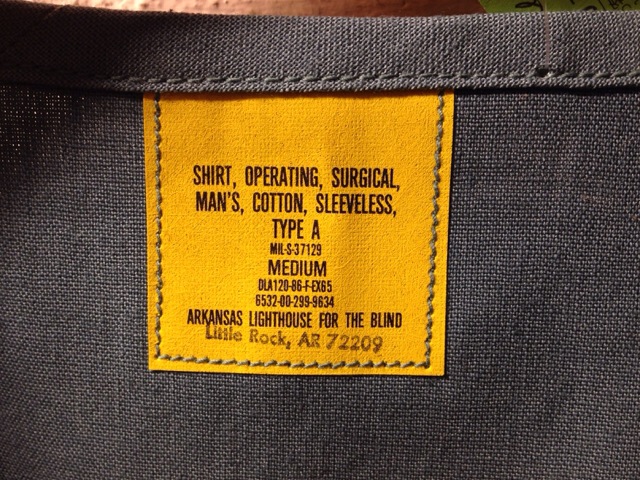 SHIRT, OPERATING, SURGICAL,
MAN'S, COTTON, SLEEVELESS,
TYPE A
MIL-S-37129
MEDIUM
DLA120-86-F-EX65
6532-00-299-9634
ARKANSAS LIGHTHOUSE FOR THE BLIND
Little Rock, AR 72209